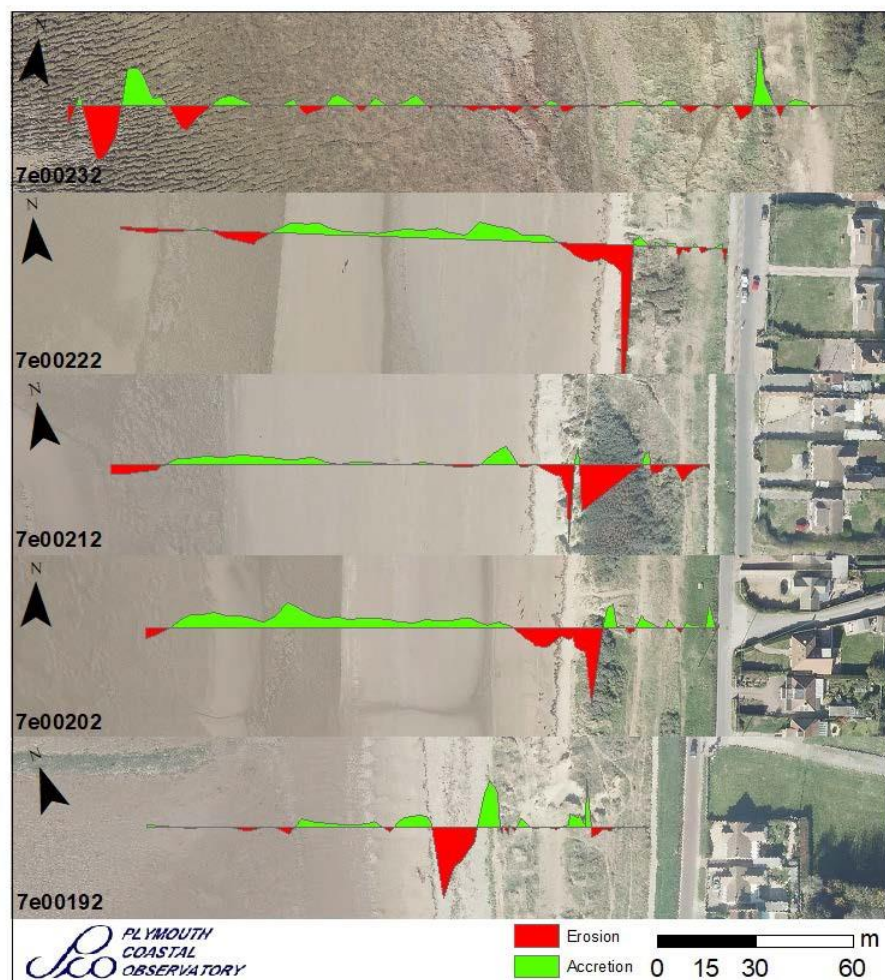 N
7e00232
N
7e00222
N
7e00212
N
7e00202
N
7e00192
PLYMOUTH
COASTAL
OBSERVATORY
Erosion
Accretion
m
0 15 30 60